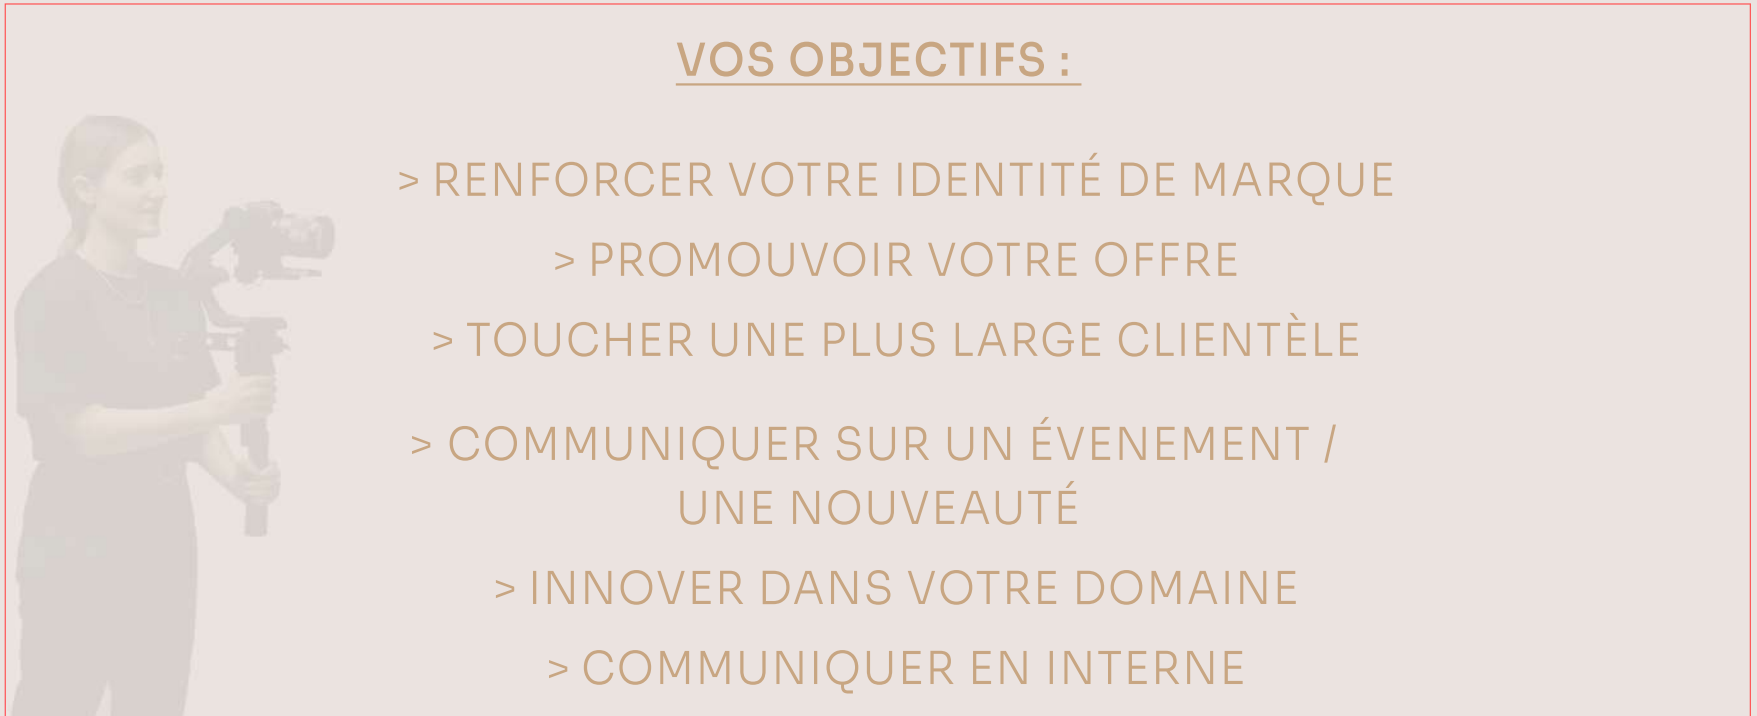 VOS OBJECTIFS :
> RENFORCER VOTRE IDENTITÉ DE MARQUE
> PROMOUVOIR VOTRE OFFRE
> TOUCHER UNE PLUS LARGE CLIENTÈLE
> COMMUNIQUER SUR UN ÉVENEMENT /
UNE NOUVEAUTÉ
> INNOVER DANS VOTRE DOMAINE
> COMMUNIQUER EN INTERNE